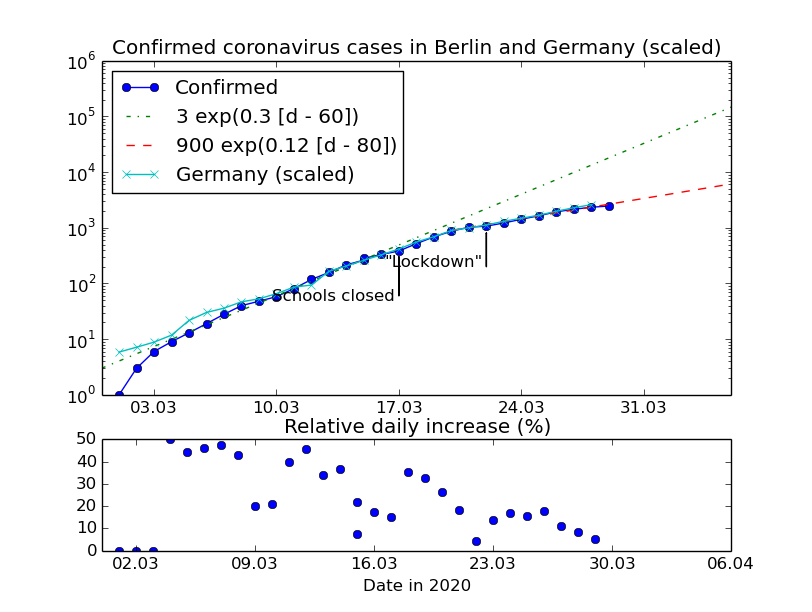 Confirmed coronavirus cases in Berlin and Germany (scaled)
10^6
10^5
10^4
10^3
10^2
10^1
10^0
Confirmed
3 exp(0.3 [d - 60])
900 exp(0.12 [d - 80])
Germany (scaled)
"Lockdown"
Schools closed
03.03 10.03 17.03 24.03 31.03
Relative daily increase (%)
50
40
30
20
10
0
02.03 09.03 16.03 23.03 30.03 06.04
Date in 2020